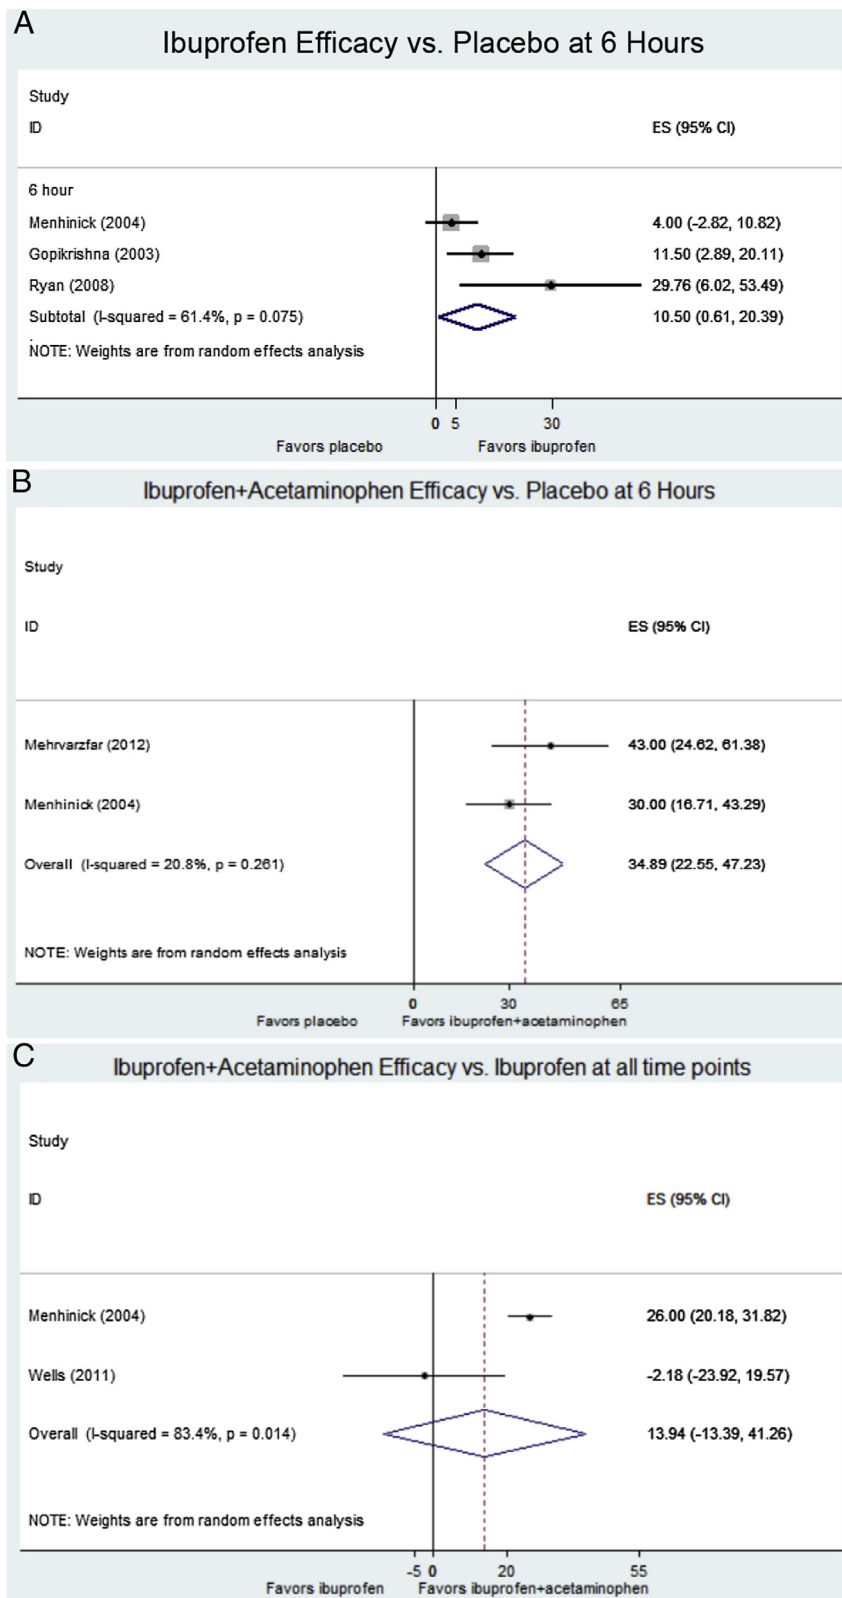 A
Ibuprofen Efficacy vs. Placebo at 6 Hours
Study
ID ES (95% CI)
6 hour
Menhinick (2004) 4.00 (-2.82, 10.82)
Gopikrishna (2003) 11.50 (2.89, 20.11)
Ryan (2008) 29.76 (6.02, 53.49)
Subtotal (I-squared = 61.4%, p = 0.075) 10.50 (0.61, 20.39)
.
NOTE: Weights are from random effects analysis
0 5 30
Favors placebo Favors ibuprofen
B
Ibuprofen+Acetaminophen Efficacy vs. Placebo at 6 Hours
Study
ID ES (95% CI)
Mehrvarzfar (2012) 43.00 (24.62, 61.38)
Menhinick (2004) 30.00 (16.71, 43.29)
Overall (I-squared = 20.8%, p = 0.261) 34.89 (22.55, 47.23)
NOTE: Weights are from random effects analysis
0 30 65
Favors placebo Favors ibuprofen+acetaminophen
C
Ibuprofen+Acetaminophen Efficacy vs. Ibuprofen at all time points
Study
ID ES (95% CI)
Menhinick (2004) 26.00 (20.18, 31.82)
Wells (2011) -2.18 (-23.92, 19.57)
Overall (I-squared = 83.4%, p = 0.014) 13.94 (-13.39, 41.26)
NOTE: Weights are from random effects analysis
-5 0 20 55
Favors ibuprofen Favors ibuprofen+acetaminophen